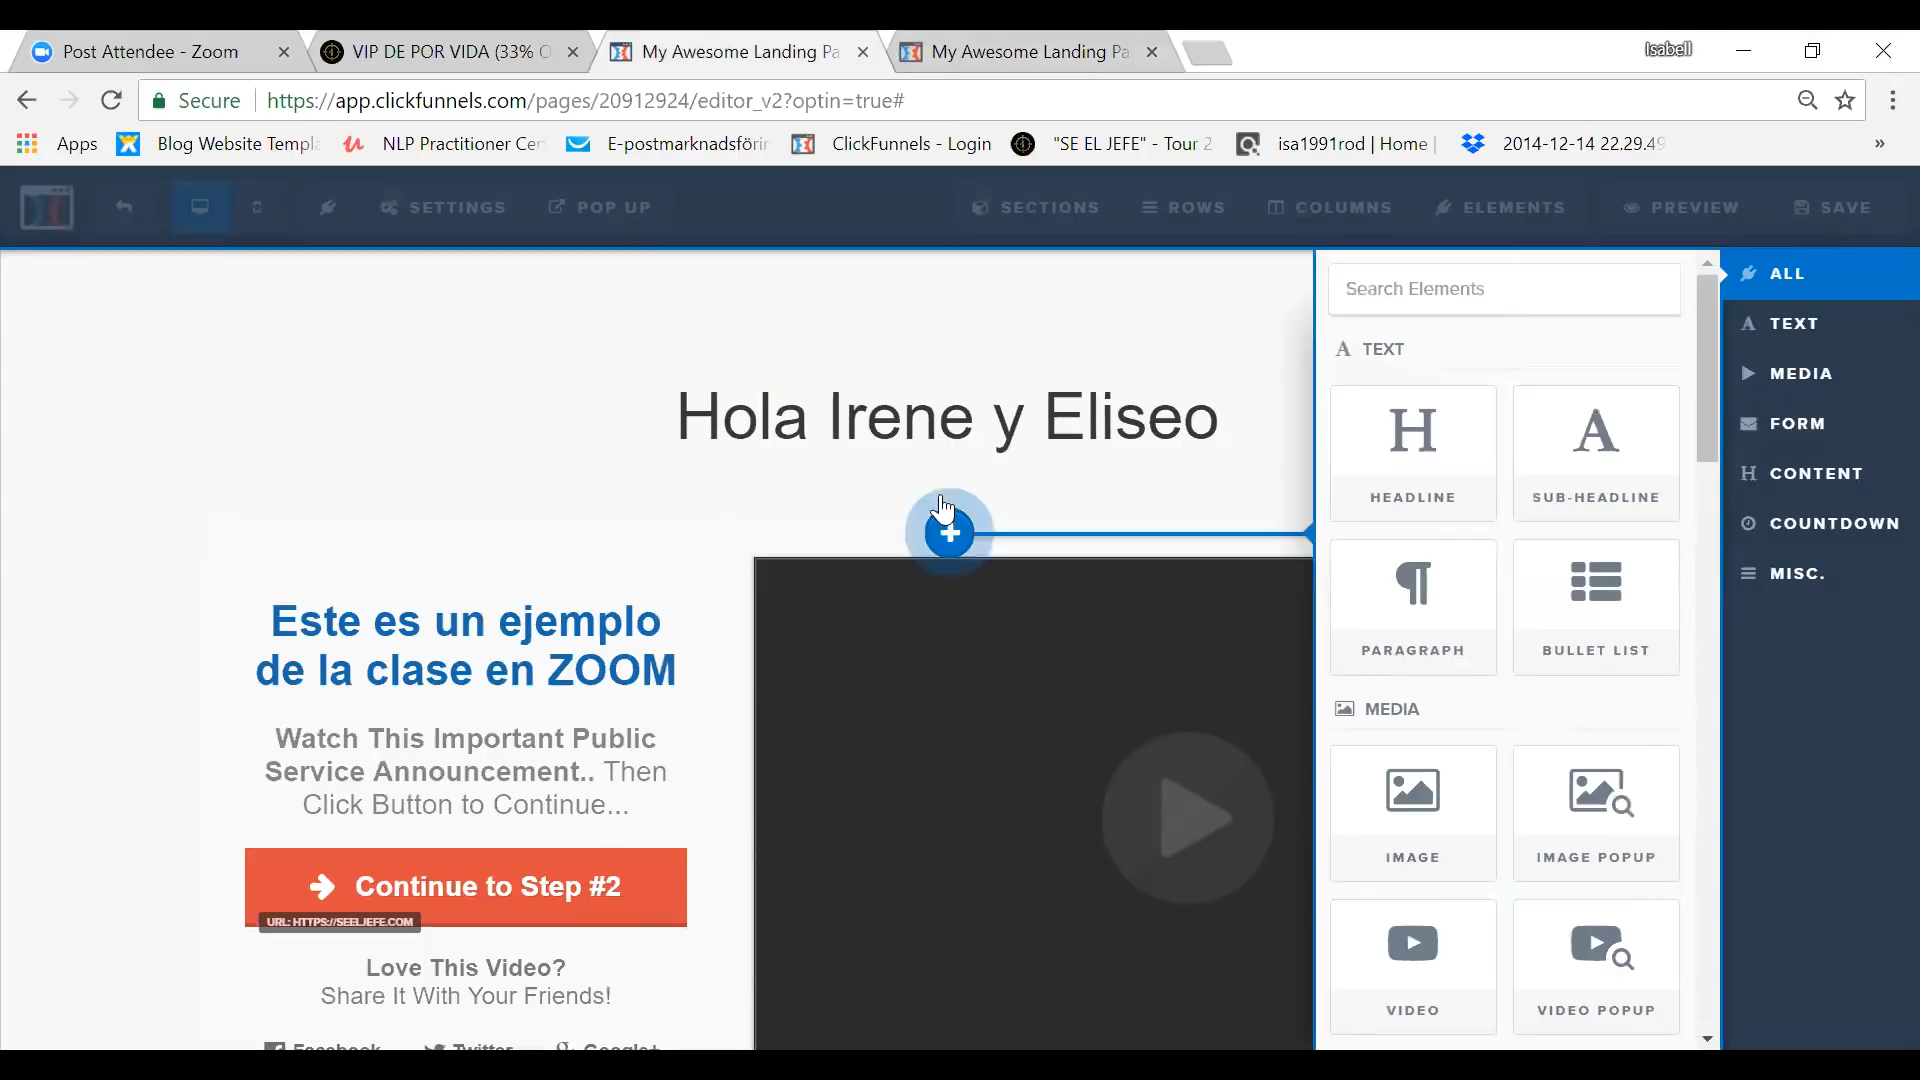 Post Attendee - Zoom
VIP DE POR VIDA (33% O
My Awesome Landing Pa
My Awesome Landing Pa
Isabell
Secure
https://app.clickfunnels.com/pages/20912924/editor_v2?optin=true#
Apps
Blog Website Templa
NLP Practitioner Cer
E-postmarknadsförin
ClickFunnels - Login
"SE EL JEFE" - Tour 2
isa1991rod | Home
2014-12-14 22.29.49
»
SETTINGS
POP UP
SECTIONS
ROWS
COLUMNS
ELEMENTS
PREVIEW
SAVE
Hola Irene y Eliseo
Este es un ejemplo
de la clase en ZOOM
Watch This Important Public
Service Announcement.. Then
Click Button to Continue...
Continue to Step #2
URL: HTTPS://SEELJEFE.COM
Love This Video?
Share It With Your Friends!
Facebook
Twitter
Google+
Search Elements
TEXT
HEADLINE
SUB-HEADLINE
PARAGRAPH
BULLET LIST
MEDIA
IMAGE
IMAGE POPUP
VIDEO
VIDEO POPUP
ALL
TEXT
MEDIA
FORM
CONTENT
COUNTDOWN
MISC.